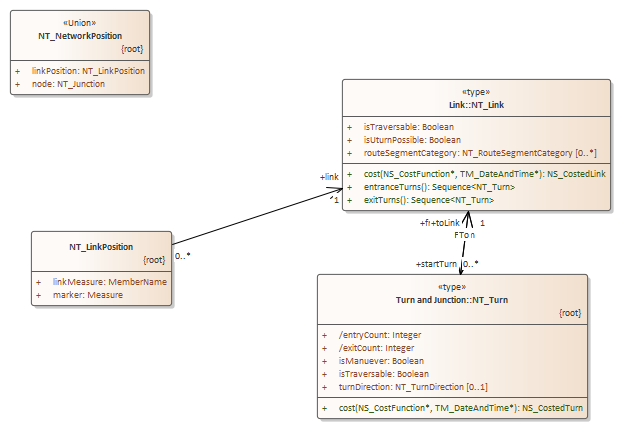 «Union»
NT_NetworkPosition
{root}
+ linkPosition: NT_LinkPosition
+ node: NT_Junction
«type»
Link::NT_Link
+ isTraversable: Boolean
+ isUturnPossible: Boolean
+ routeSegmentCategory: NT_RouteSegmentCategory [0..*]
+ cost(NS_CostFunction*, TM_DateAndTime*): NS_CostedLink
+ entranceTurns(): Sequence<NT_Turn>
+ exitTurns(): Sequence<NT_Turn>
+link
1
0..*
NT_LinkPosition
{root}
+ linkMeasure: MemberName
+ marker: Measure
1
+startTurn 0..*
«type»
Turn and Junction::NT_Turn
{root}
+ /entryCount: Integer
+ /exitCount: Integer
+ isManuever: Boolean
+ isTraversable: Boolean
+ turnDirection: NT_TurnDirection [0..1]
+ cost(NS_CostFunction*, TM_DateAndTime*): NS_CostedTurn